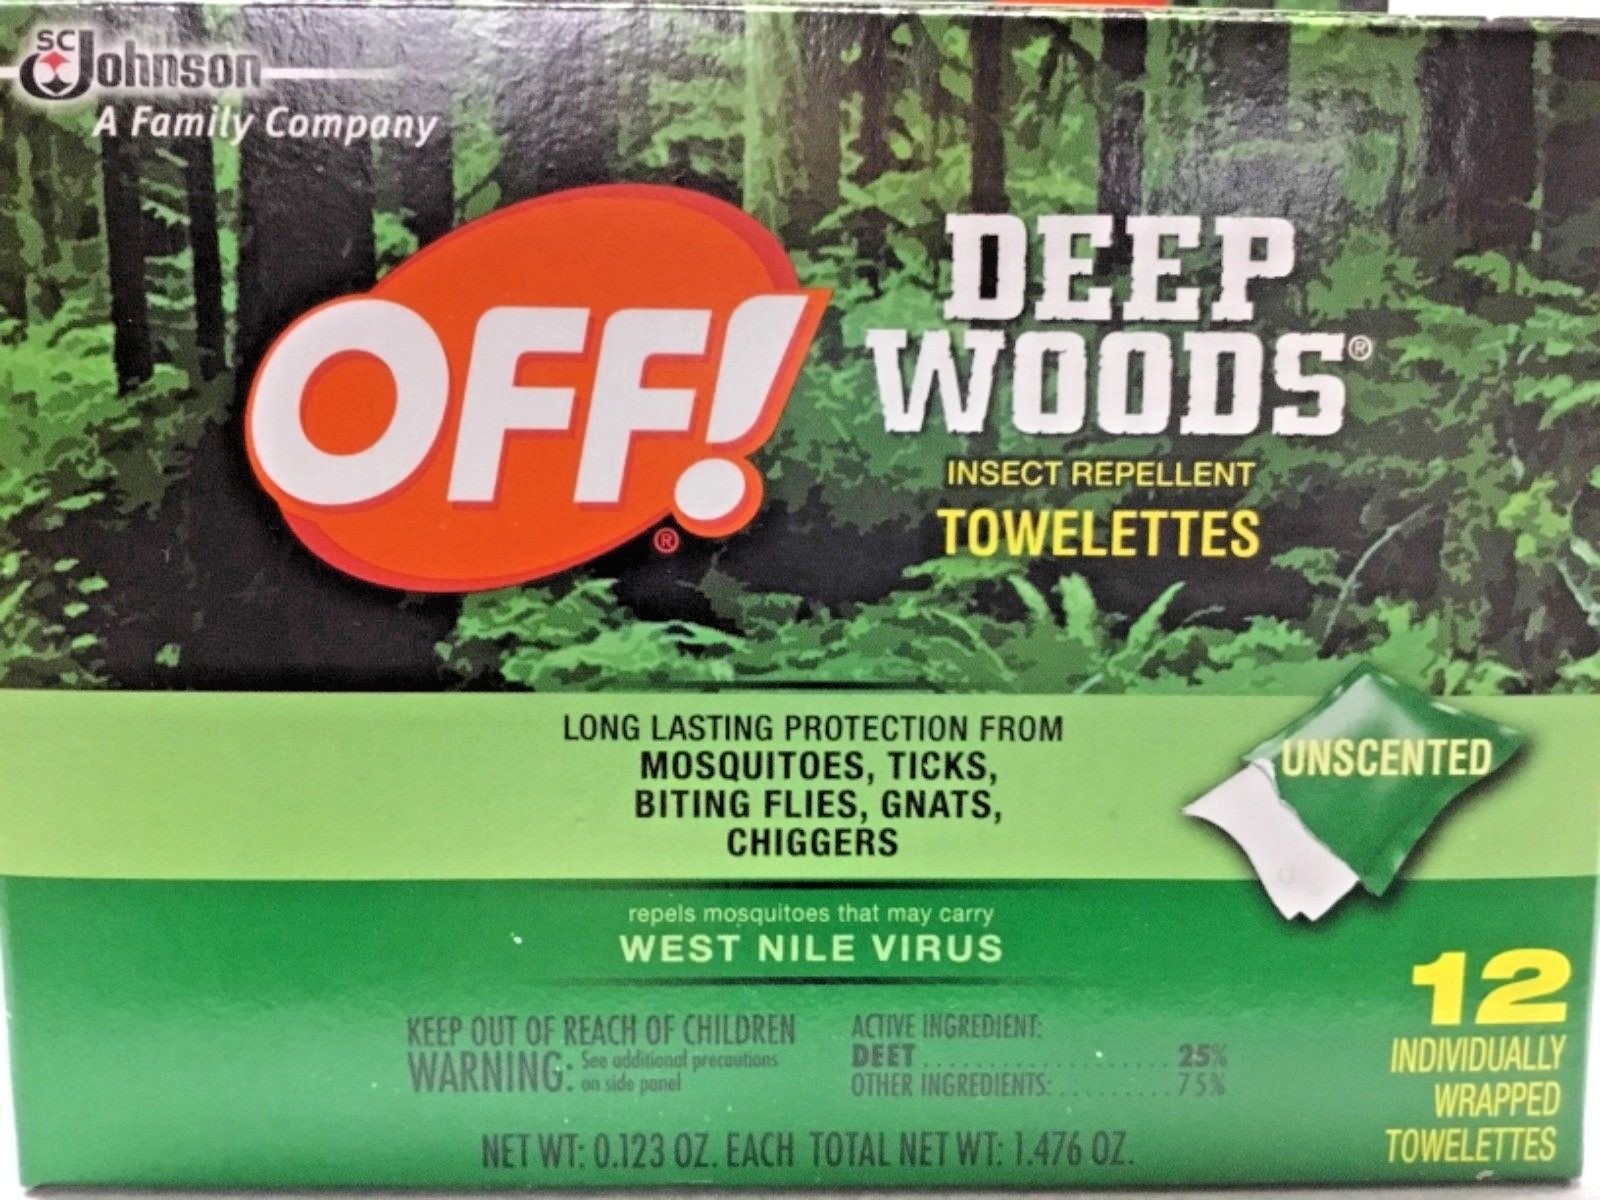 SC Johnson
A Family Company
OFF!®
DEEP
WOODS®
INSECT REPELLENT
TOWELETTES
LONG LASTING PROTECTION FROM
MOSQUITOES, TICKS,
BITING FLIES, GNATS,
CHIGGERS
UNSCENTED
repels mosquitoes that may carry
WEST NILE VIRUS
KEEP OUT OF REACH OF CHILDREN
WARNING: See additional precautions
on side panel
ACTIVE INGREDIENT:
DEET . . . . . . . . . . . . . . . . . . . . . . 25%
OTHER INGREDIENTS: . . . . . . . . . 75%
12
INDIVIDUALLY
WRAPPED
TOWELETTES
NET WT: 0.123 OZ. EACH TOTAL NET WT: 1.476 OZ.